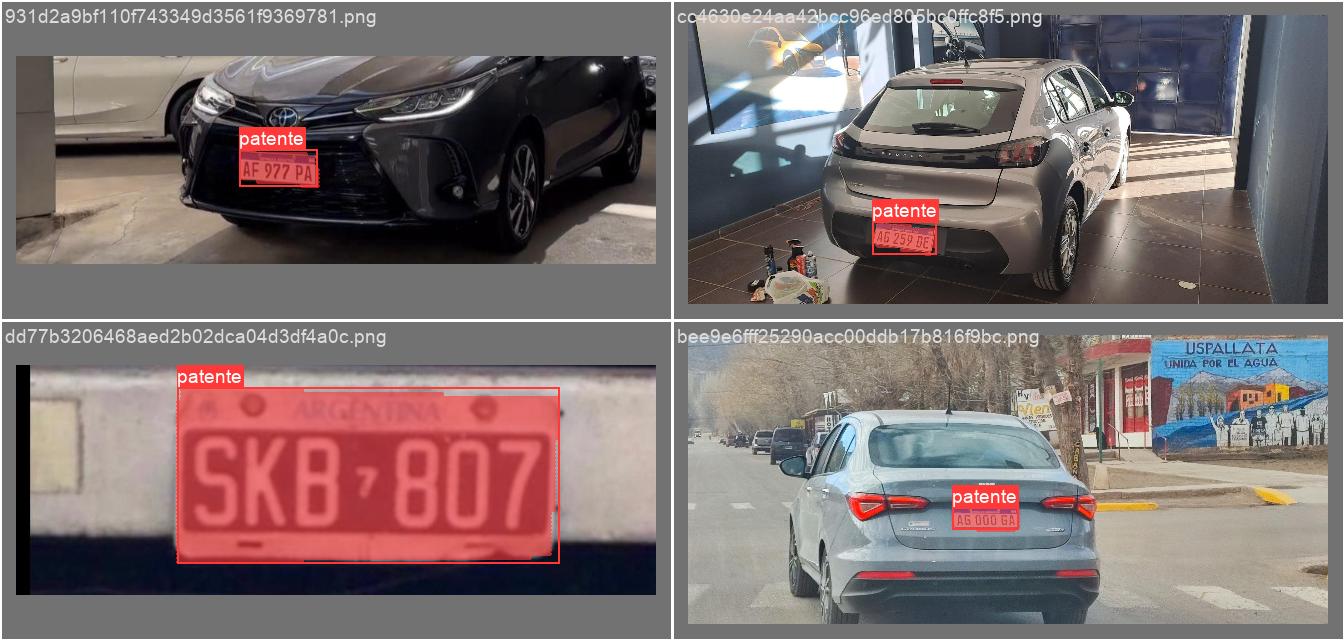 931d2a9bf110f743349d3561f9369781.png
patente
AF 977 PA
cc4630e24aa42bcc96ed805bc0ffc8f5.png
patente
AG 259 DE
dd77b3206468aed2b02dca04d3df4a0c.png
patente
ARGENTINA
SKB 7 807
bee9e6fff25290acc00ddb17b816f9bc.png
USPALLATA
UNIDA POR EL AGUA
patente
AG 000 GA